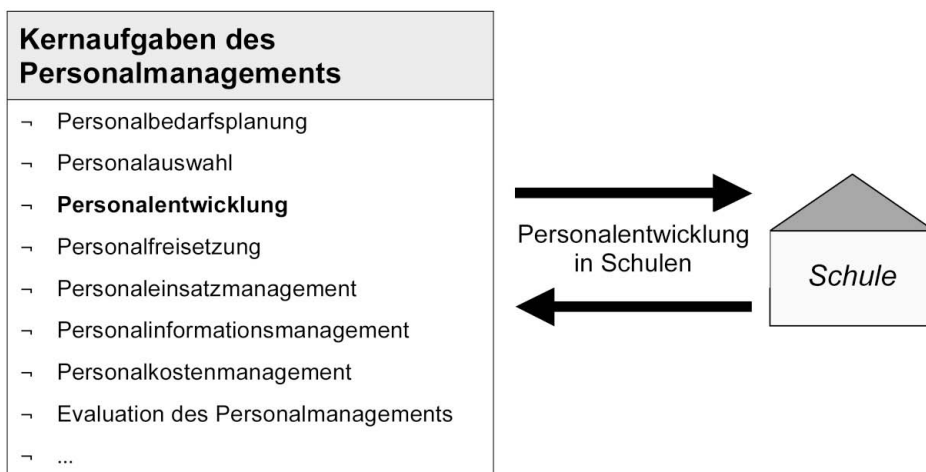 Kernaufgaben des
Personalmanagements
¬ Personalbedarfsplanung
¬ Personalauswahl
¬ Personalentwicklung
¬ Personalfreisetzung
¬ Personaleinsatzmanagement
¬ Personalinformationsmanagement
¬ Personalkostenmanagement
¬ Evaluation des Personalmanagements
¬ ...
Personalentwicklung
in Schulen
Schule